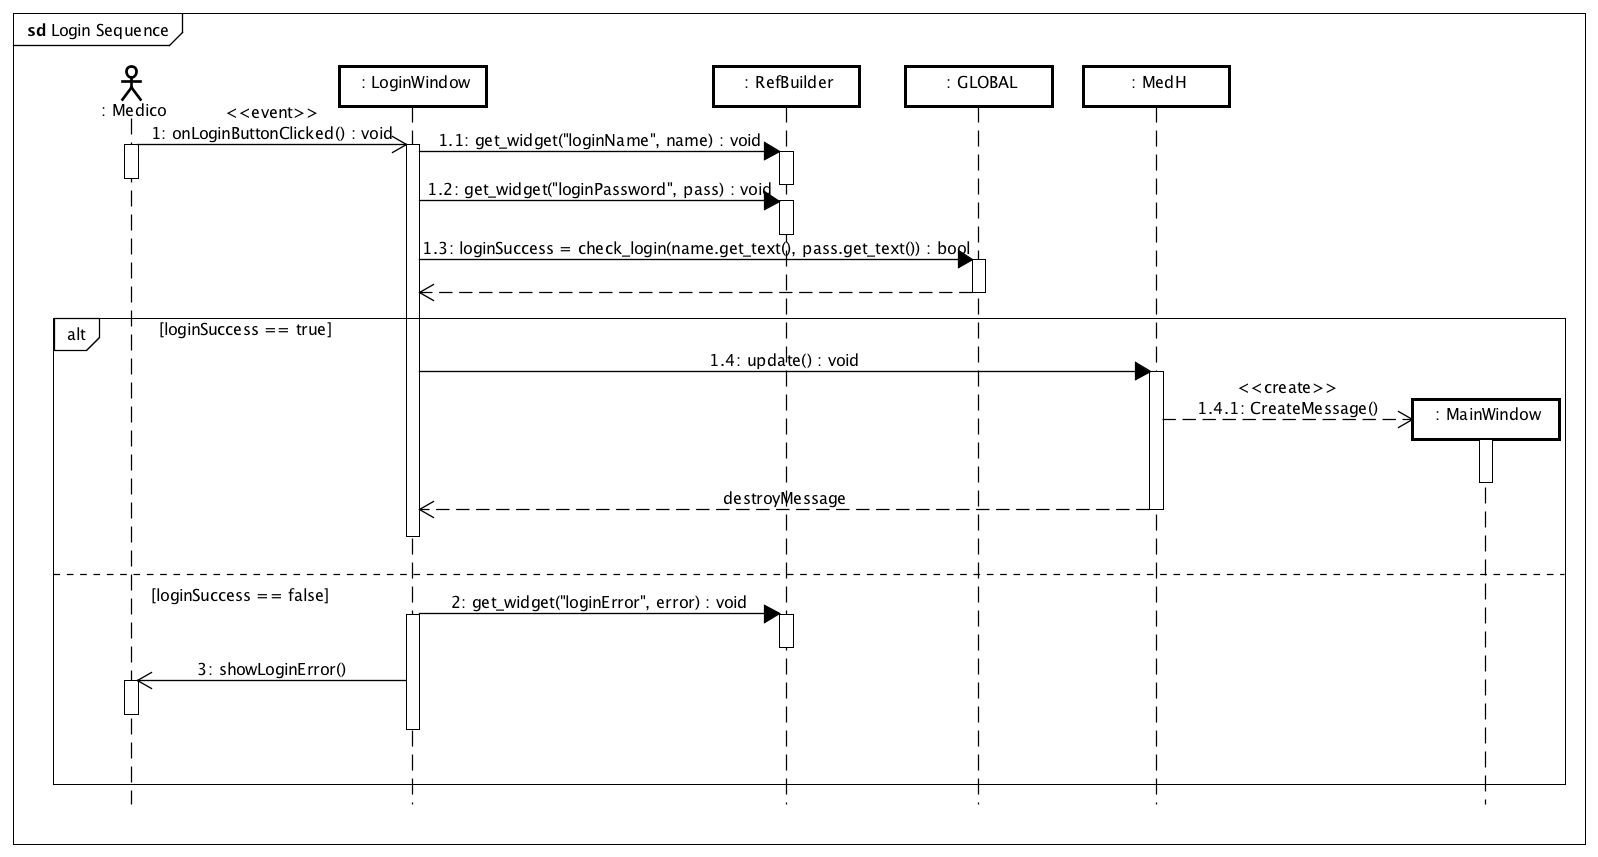 sd Login Sequence
: Medico
: LoginWindow
: RefBuilder
: GLOBAL
: MedH
<<event>>
1: onLoginButtonClicked() : void
1.1: get_widget("loginName", name) : void
1.2: get_widget("loginPassword", pass) : void
1.3: loginSuccess = check_login(name.get_text(), pass.get_text()) : bool
alt
[loginSuccess == true]
1.4: update() : void
<<create>>
1.4.1: CreateMessage()
: MainWindow
destroyMessage
[loginSuccess == false]
2: get_widget("loginError", error) : void
3: showLoginError()